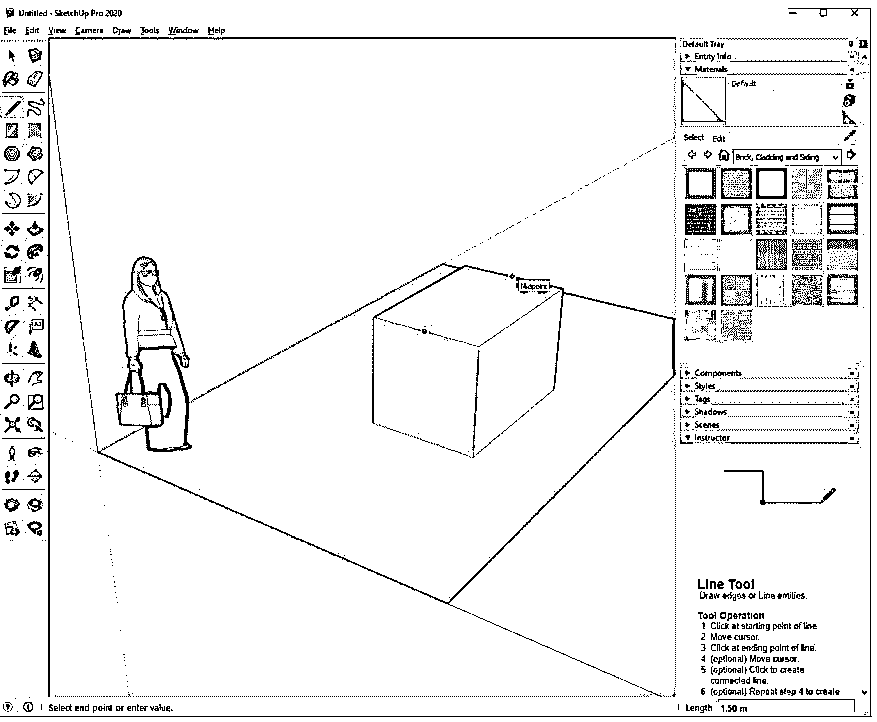 Untitled - SketchUp Pro 2020
File Edit View Camera Draw Tools Window Help
Default Tray
Entity Info
Materials
Default
Select Edit
Brick, Cladding and Siding
Midpoint
Components
Styles
Tags
Shadows
Scenes
Instructor
Line Tool
Draw edges or Line entities.
Tool Operation
1 Click at starting point of line
2 Move cursor.
3 Click at ending point of line.
4 (optional) Move cursor.
5 (optional) Click to create
connected line.
6 (optional) Repeat step 4 to create
Select end point or enter value.
Length 1.50 m